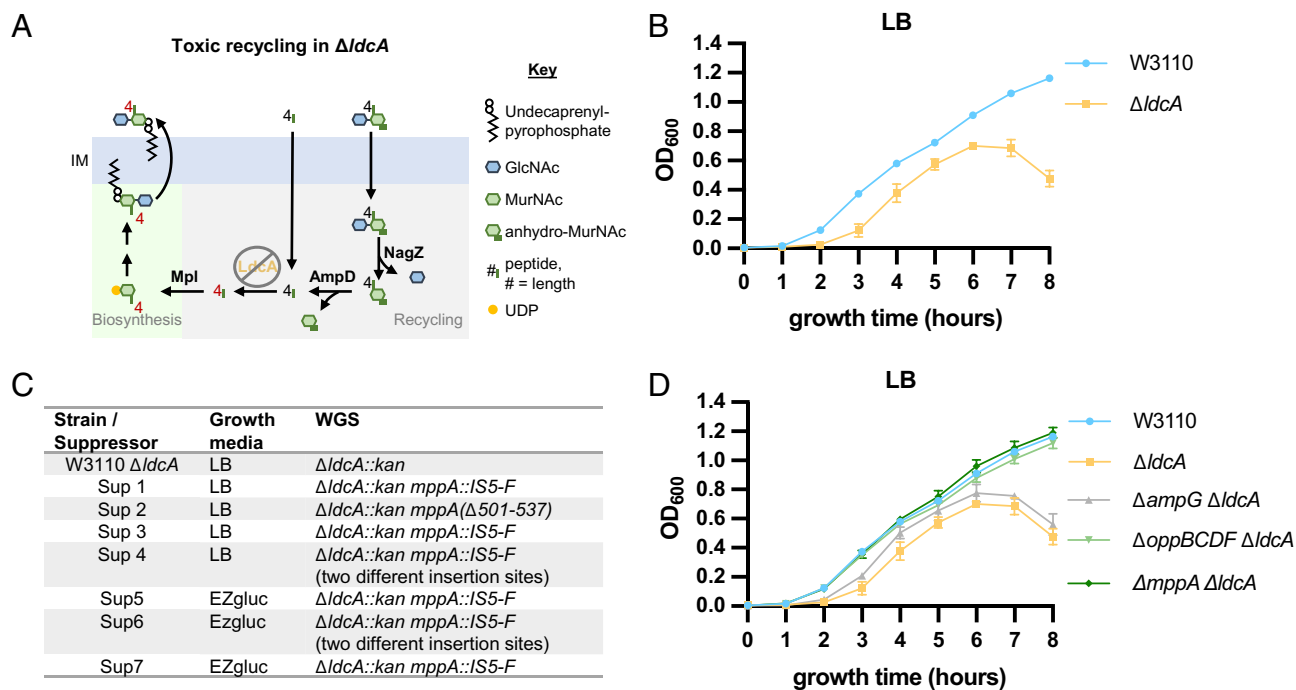 A
Toxic recycling in ΔldcA
4
4
4
IM
4
4
4
LdcA
Mpl
4
4
AmpD
4
NagZ
4
Biosynthesis
Recycling
Key
Undecaprenyl-
pyrophosphate
GlcNAc
MurNAc
anhydro-MurNAc
# peptide,
# = length
UDP
B
LB
OD600
1.4
1.2
1.0
0.8
0.6
0.4
0.2
0.0
0 1 2 3 4 5 6 7 8
growth time (hours)
W3110
ΔldcA
C
Strain / Suppressor Growth media WGS
W3110 ΔldcA LB ΔldcA::kan
Sup 1 LB ΔldcA::kan mppA::IS5-F
Sup 2 LB ΔldcA::kan mppA(Δ501-537)
Sup 3 LB ΔldcA::kan mppA::IS5-F
Sup 4 LB ΔldcA::kan mppA::IS5-F
(two different insertion sites)
Sup5 EZgluc ΔldcA::kan mppA::IS5-F
Sup6 Ezgluc ΔldcA::kan mppA::IS5-F
(two different insertion sites)
Sup7 EZgluc ΔldcA::kan mppA::IS5-F
D
LB
OD600
1.4
1.2
1.0
0.8
0.6
0.4
0.2
0.0
0 1 2 3 4 5 6 7 8
growth time (hours)
W3110
ΔldcA
ΔampG ΔldcA
ΔoppBCDF ΔldcA
ΔmppA ΔldcA